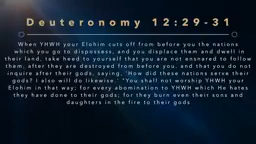 Deuteronomy 12:29-31
When YHWH your Elohim cuts off from before you the nations
which you go to dispossess, and you displace them and dwell in
their land, take heed to yourself that you are not ensnared to follow
them, after they are destroyed from before you. and that you do not
inquire after their gods, saying, 'How did these nations serve their
gods? I also will do likewise.' "You shall not worship YHWH your
Elohim in that way; for every abomination to YHWH which He hates
they have done to their gods; for they burn even their sons and
daughters in the fire to their gods